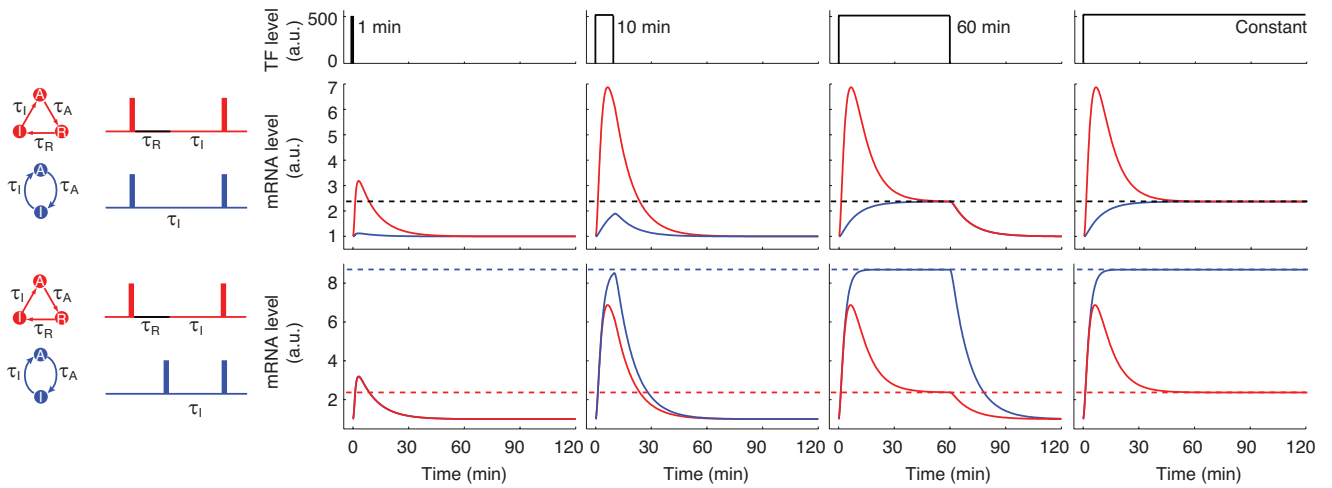 TF level
(a.u.)
500
0
1 min
10 min
60 min
Constant
A
τI
τA
I
R
τR
τR
τI
A
τI
τA
I
τI
mRNA level
(a.u.)
7
6
5
4
3
2
1
A
τI
τA
I
R
τR
τR
τI
A
τI
τA
I
τI
mRNA level
(a.u.)
8
6
4
2
0 30 60 90 120
0 30 60 90 120
0 30 60 90 120
0 30 60 90 120
Time (min)
Time (min)
Time (min)
Time (min)